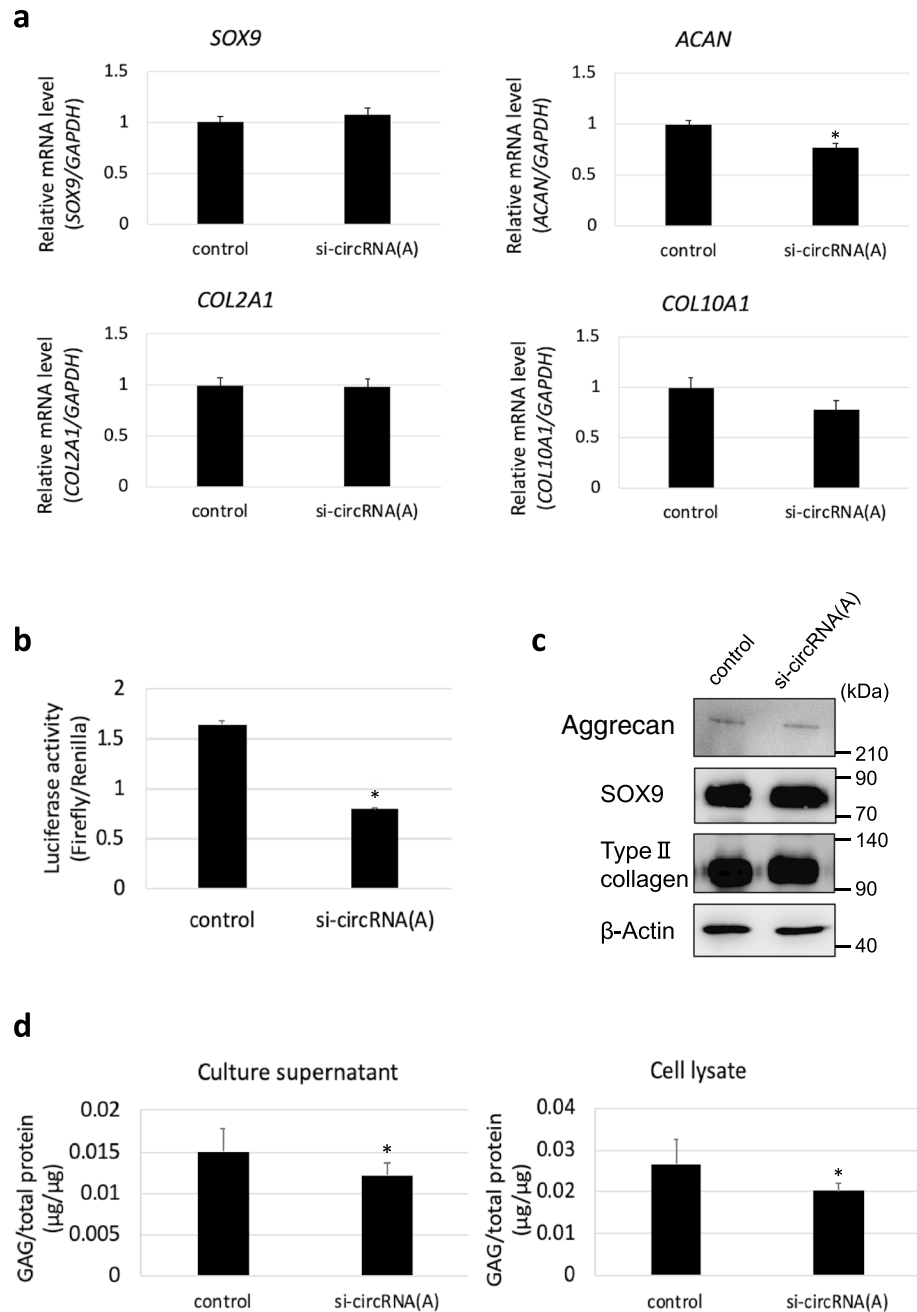 a
SOX9
Relative mRNA level
(SOX9/GAPDH)
1.5
1
0.5
0
control
si-circRNA(A)
ACAN
Relative mRNA level
(ACAN/GAPDH)
1.5
1
0.5
0
*
control
si-circRNA(A)
COL2A1
Relative mRNA level
(COL2A1/GAPDH)
1.5
1
0.5
0
control
si-circRNA(A)
COL10A1
Relative mRNA level
(COL10A1/GAPDH)
1.5
1
0.5
0
control
si-circRNA(A)
b
Luciferase activity
(Firefly/Renilla)
2
1.5
1
0.5
0
*
control
si-circRNA(A)
c
control
si-circRNA(A)
(kDa)
Aggrecan
210
SOX9
90
70
Type Ⅱ
collagen
140
90
β-Actin
40
d
Culture supernatant
GAG/total protein
(μg/μg)
0.02
0.015
0.01
0.005
0
*
control
si-circRNA(A)
Cell lysate
GAG/total protein
(μg/μg)
0.04
0.03
0.02
0.01
0
*
control
si-circRNA(A)